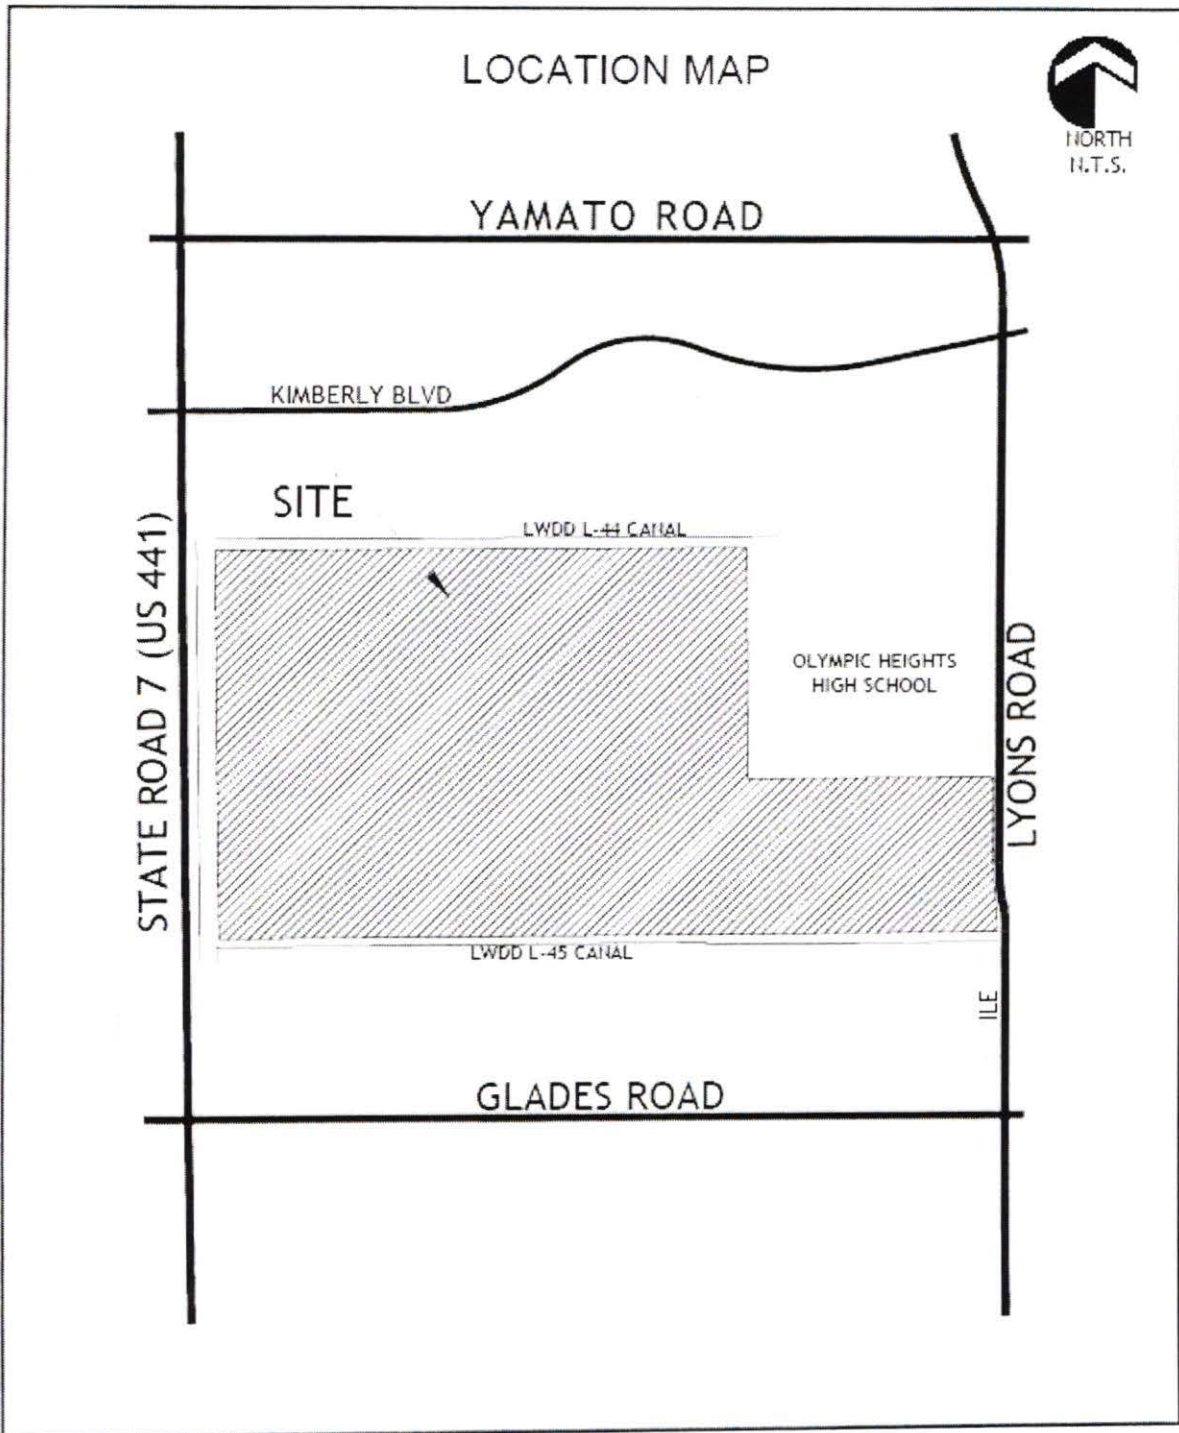 LOCATION MAP
NORTH
N.T.S.
YAMATO ROAD
KIMBERLY BLVD
SITE
LWDD L-44 CANAL
STATE ROAD 7 (US 441)
OLYMPIC HEIGHTS
HIGH SCHOOL
LYONS ROAD
LWDD L-45 CANAL
ILE
GLADES ROAD